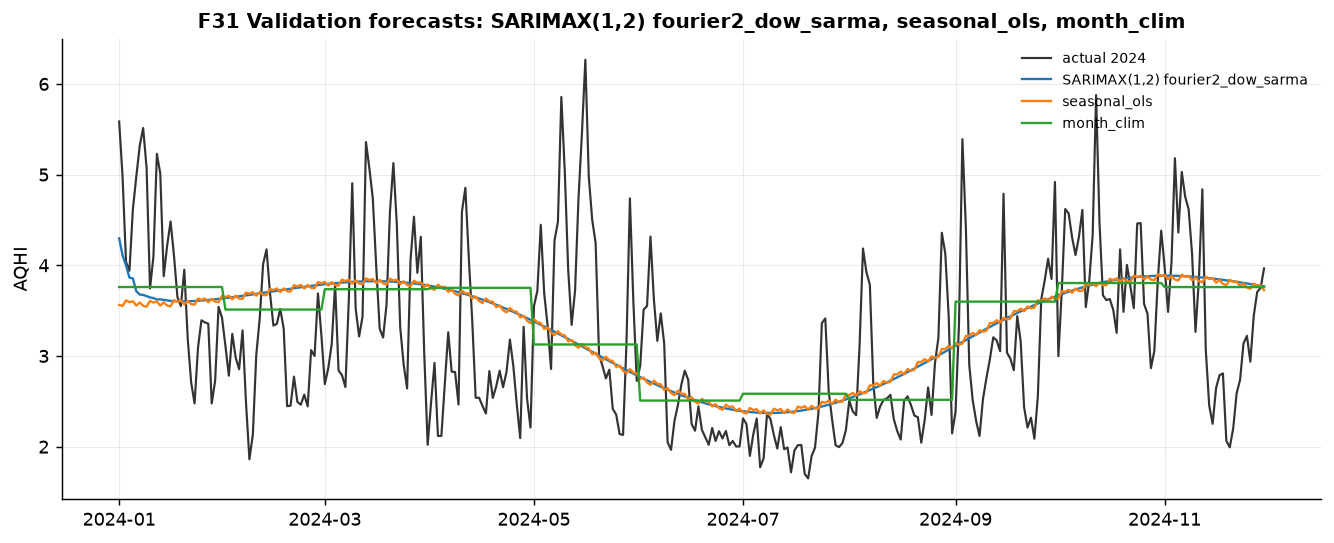 F31 Validation forecasts: SARIMAX(1,2) fourier2_dow_sarma, seasonal_ols, month_clim
actual 2024
SARIMAX(1,2) fourier2_dow_sarma
seasonal_ols
month_clim
AQHI
6
5
4
3
2
2024-01
2024-03
2024-05
2024-07
2024-09
2024-11